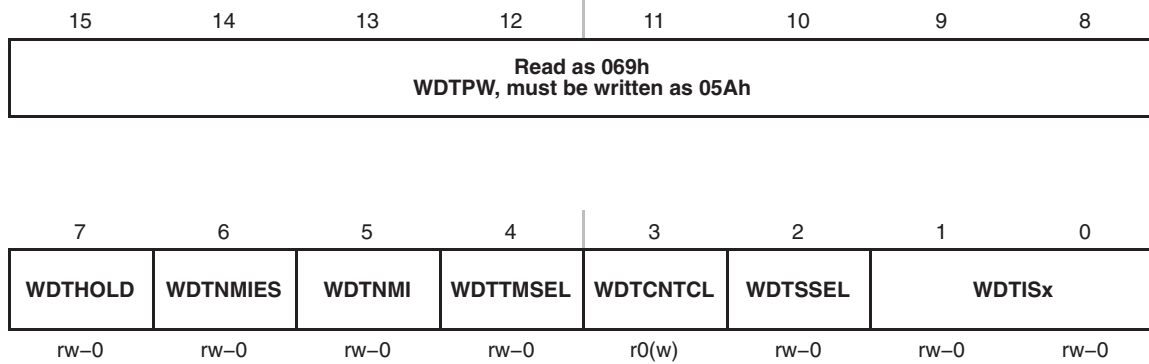 15 14 13 12 11 10 9 8
Read as 069h
WDTPW, must be written as 05Ah
7 6 5 4 3 2 1 0
WDTHOLD WDTNMIES WDTNMI WDTTMSEL WDTCNTCL WDTSSEL WDTISx
rw−0 rw−0 rw−0 rw−0 r0(w) rw−0 rw−0 rw−0